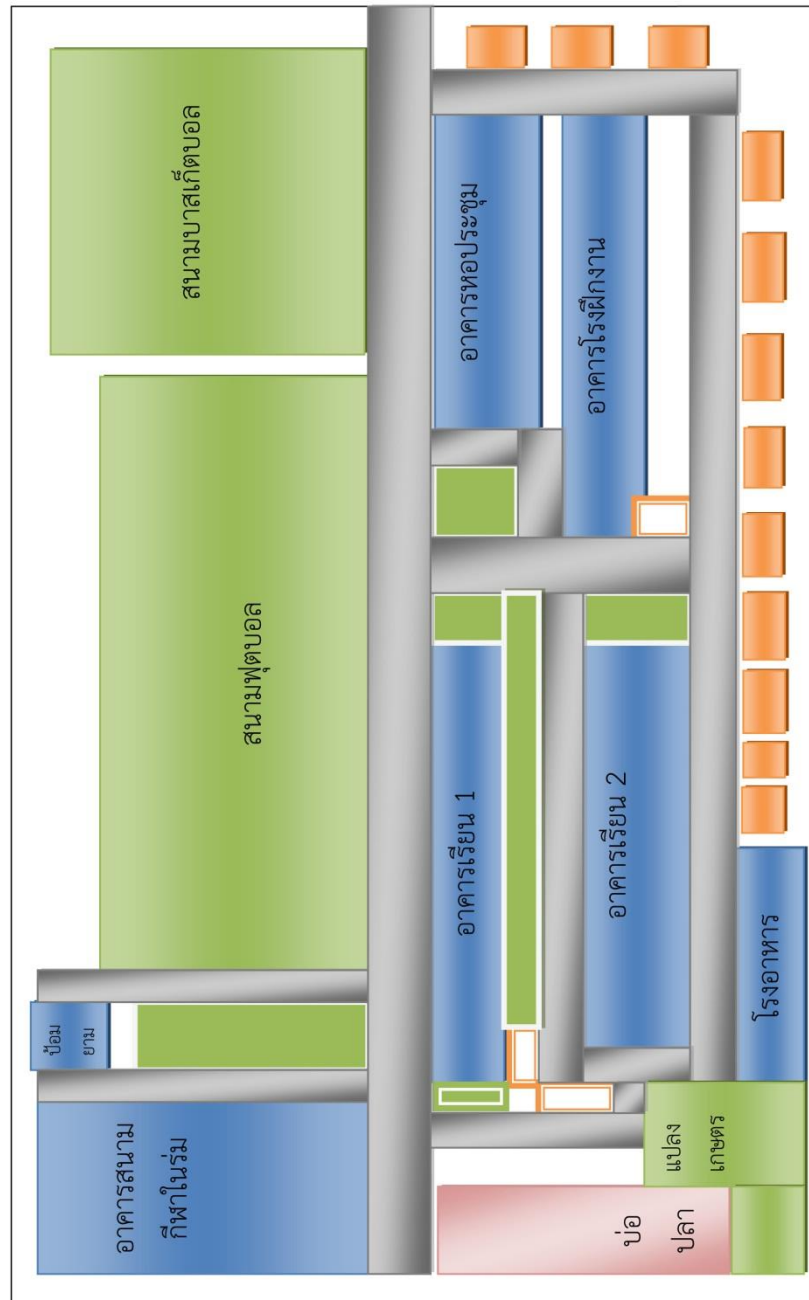 อาคารสนาม
กีฬาในร่ม
ป้อม
ยาม
สนามฟุตบอล
สนามบาสเก็ตบอล
อาคารเรียน 1
อาคารหอประชุม
อาคารเรียน 2
อาคารโรงฝึกงาน
บ่อ
ปลา
แปลง
เกษตร
โรงอาหาร